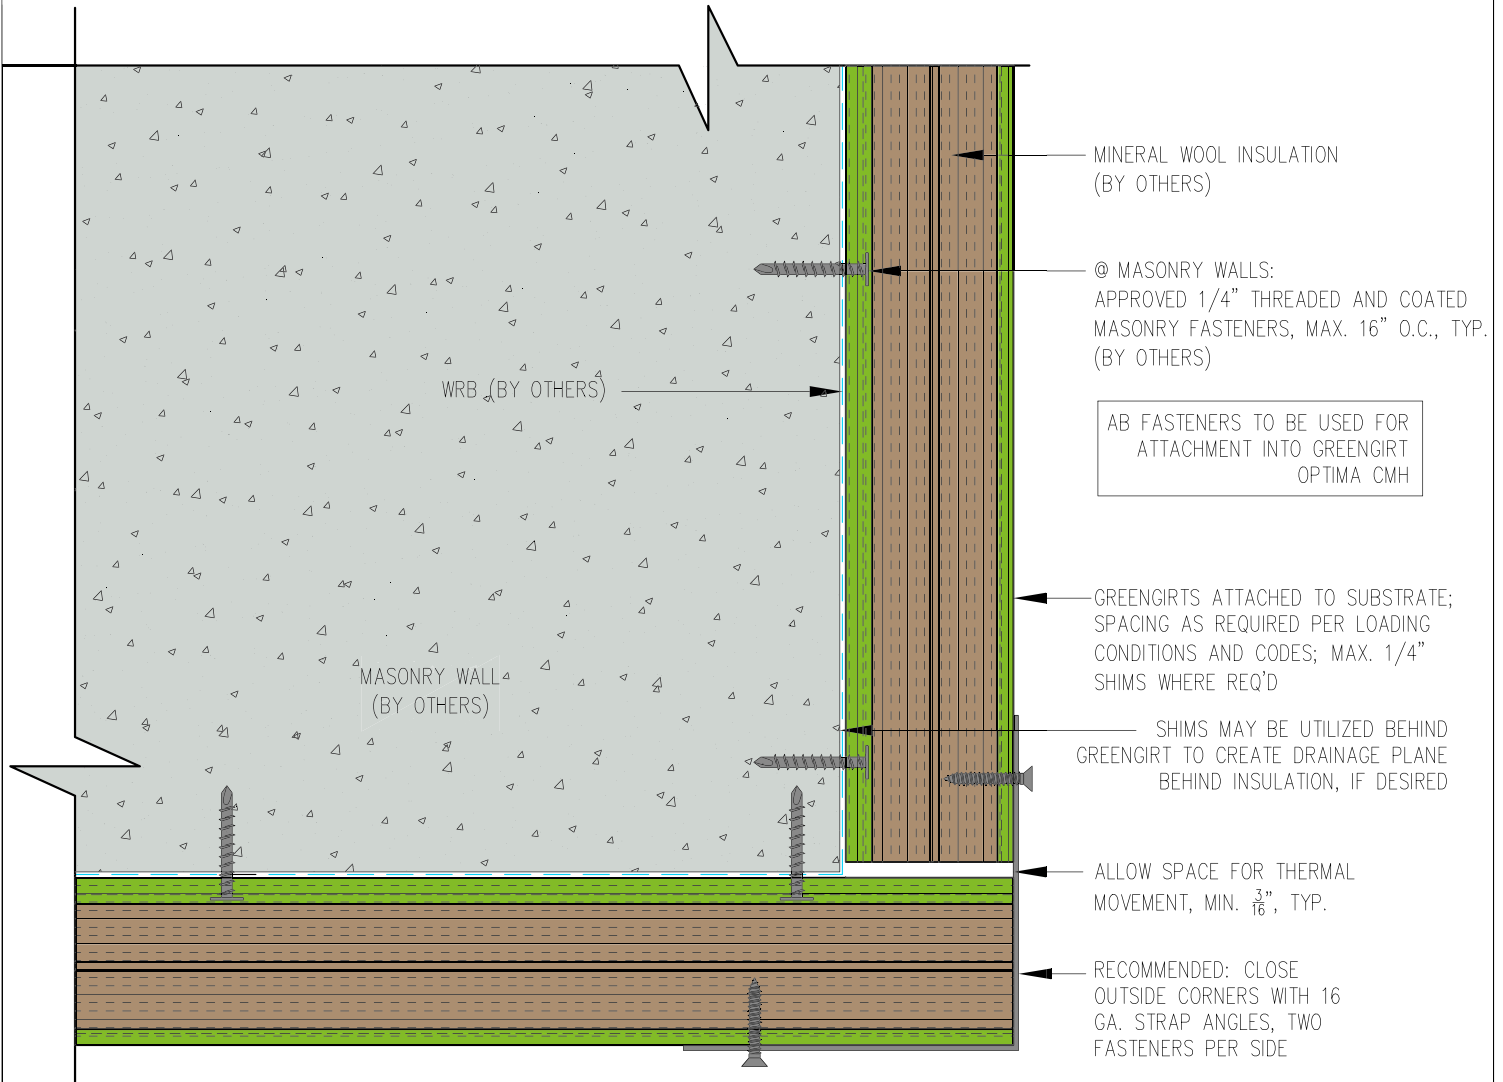 MINERAL WOOL INSULATION
(BY OTHERS)
@ MASONRY WALLS:
APPROVED 1/4" THREADED AND COATED
MASONRY FASTENERS, MAX. 16" O.C., TYP.
(BY OTHERS)
WRB (BY OTHERS)
AB FASTENERS TO BE USED FOR
ATTACHMENT INTO GREENGIRT
OPTIMA CMH
GREENGIRTS ATTACHED TO SUBSTRATE;
SPACING AS REQUIRED PER LOADING
CONDITIONS AND CODES; MAX. 1/4"
SHIMS WHERE REQ'D
MASONRY WALL
(BY OTHERS)
SHIMS MAY BE UTILIZED BEHIND
GREENGIRT TO CREATE DRAINAGE PLANE
BEHIND INSULATION, IF DESIRED
ALLOW SPACE FOR THERMAL
MOVEMENT, MIN. 3/16", TYP.
RECOMMENDED: CLOSE
OUTSIDE CORNERS WITH 16
GA. STRAP ANGLES, TWO
FASTENERS PER SIDE